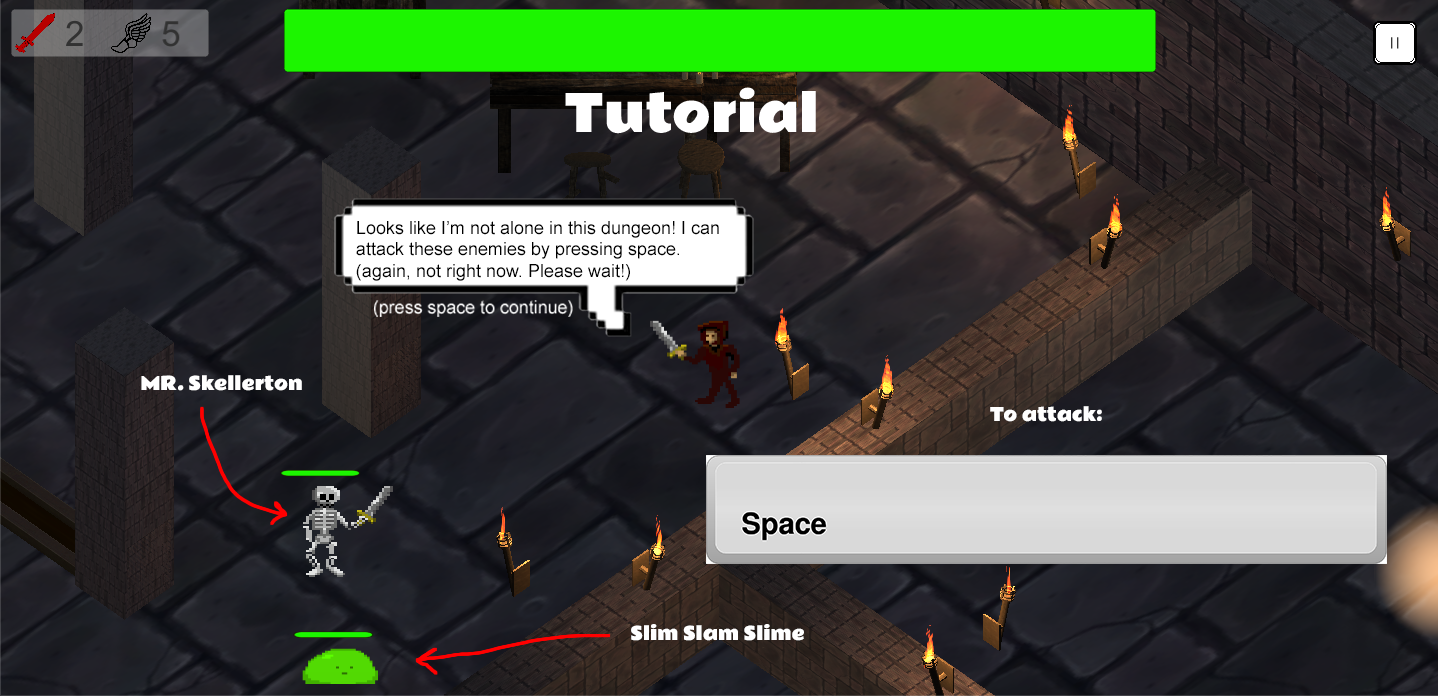 2 5
Tutorial
Looks like I'm not alone in this dungeon! I can
attack these enemies by pressing space.
(again, not right now. Please wait!)
(press space to continue)
MR. Skellerton
To attack:
Space
Slim Slam Slime